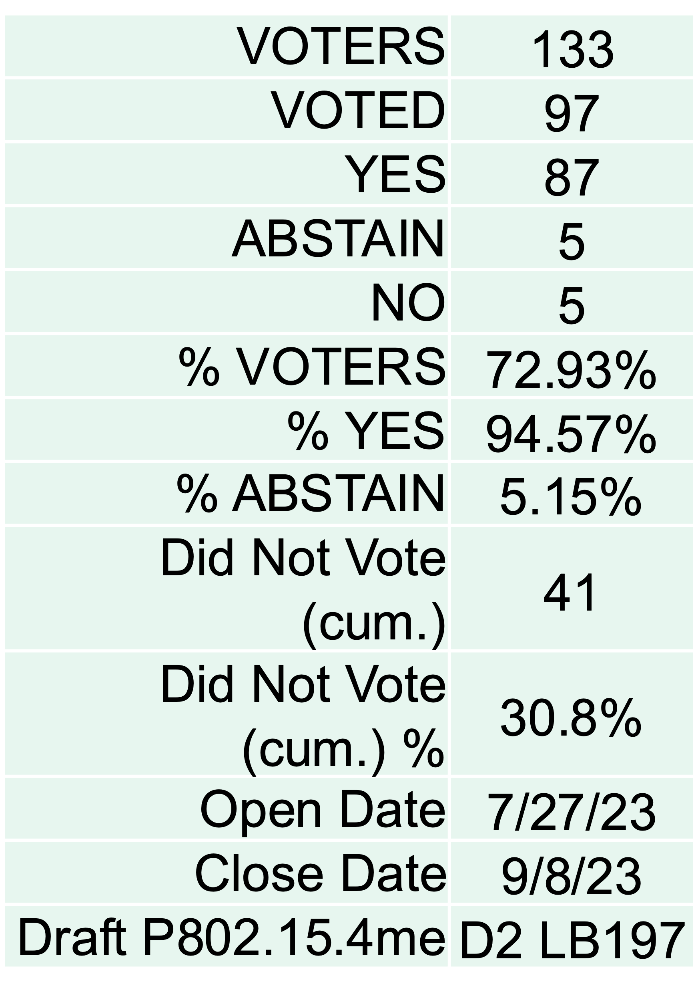 VOTERS 133
VOTED 97
YES 87
ABSTAIN 5
NO 5
% VOTERS 72.93%
% YES 94.57%
% ABSTAIN 5.15%
Did Not Vote
(cum.) 41
Did Not Vote
(cum.) % 30.8%
Open Date 7/27/23
Close Date 9/8/23
Draft P802.15.4me D2 LB197